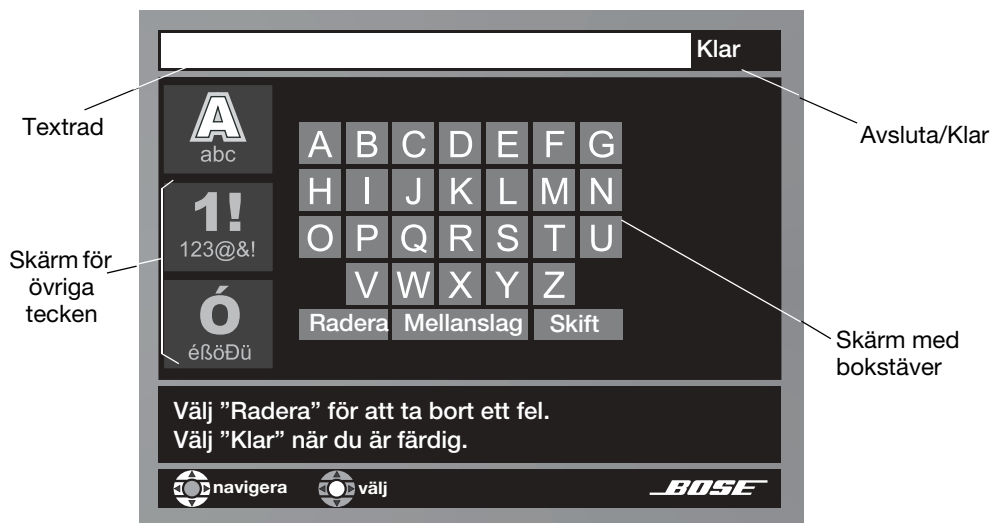 Klar
Textrad
Avsluta/Klar
A
abc
A B C D E F G
H I J K L M N
O P Q R S T U
V W X Y Z
Radera Mellanslag Skift
1!
123@&!
Ó
éßöÐü
Skärm för
övriga
tecken
Skärm med
bokstäver
Välj ”Radera” för att ta bort ett fel.
Välj ”Klar” när du är färdig.
navigera välj BOSE